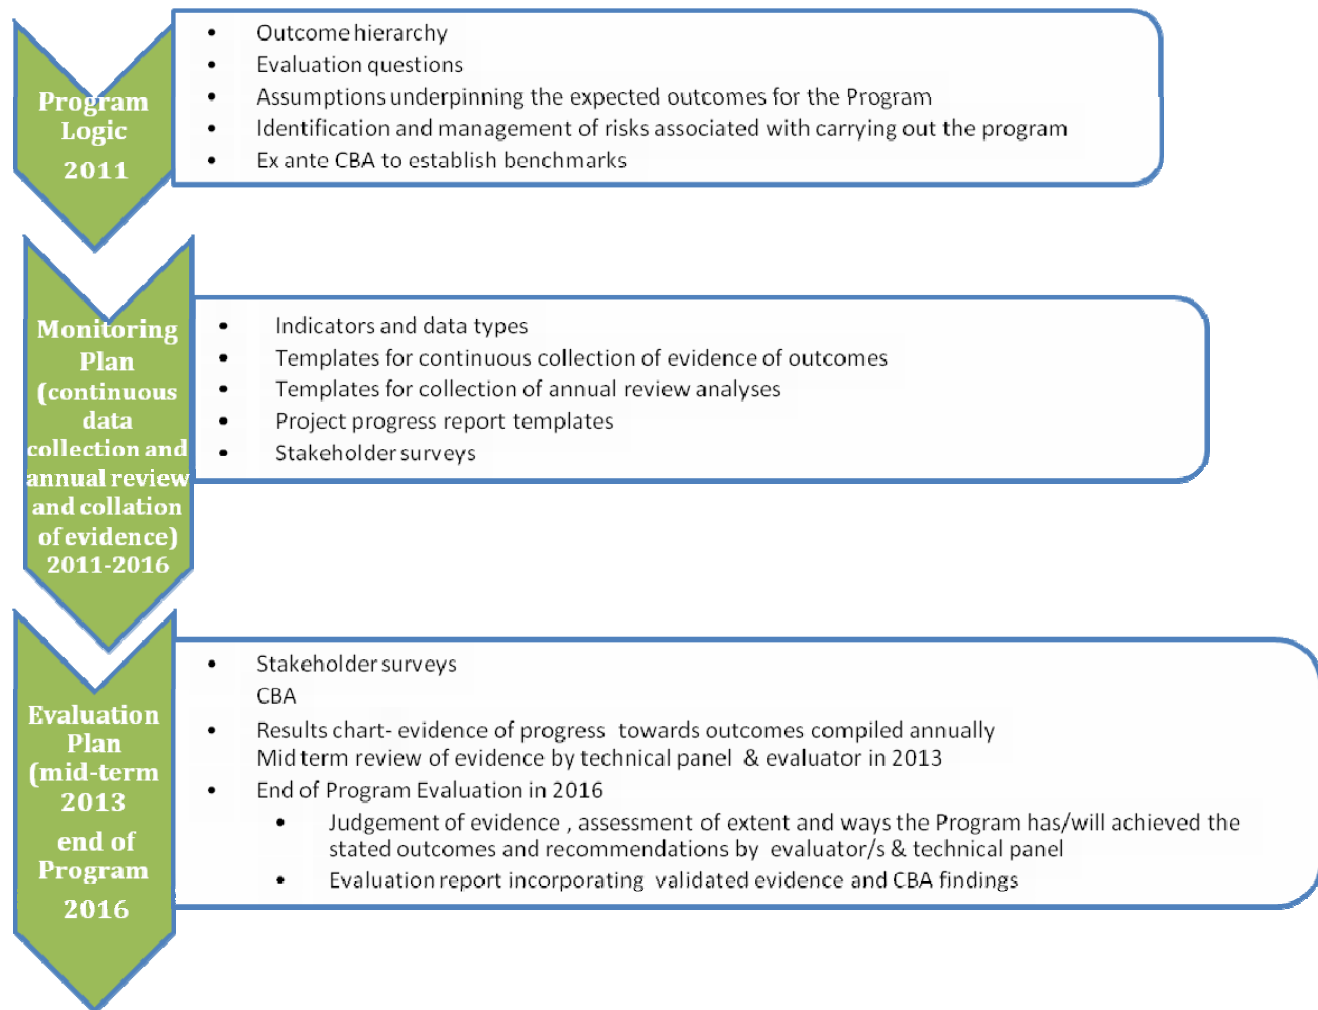 Program
Logic
2011
• Outcome hierarchy
• Evaluation questions
• Assumptions underpinning the expected outcomes for the Program
• Identification and management of risks associated with carrying out the program
• Ex ante CBA to establish benchmarks
Monitoring
Plan
(continuous
data
collection and
annual review
and collation
of evidence)
2011-2016
• Indicators and data types
• Templates for continuous collection of evidence of outcomes
• Templates for collection of annual review analyses
• Project progress report templates
• Stakeholder surveys
Evaluation
Plan
(mid-term
2013
end of
Program
2016
• Stakeholder surveys
CBA
• Results chart- evidence of progress towards outcomes compiled annually
Mid term review of evidence by technical panel & evaluator in 2013
• End of Program Evaluation in 2016
• Judgement of evidence , assessment of extent and ways the Program has/will achieved the
stated outcomes and recommendations by evaluator/s & technical panel
• Evaluation report incorporating validated evidence and CBA findings